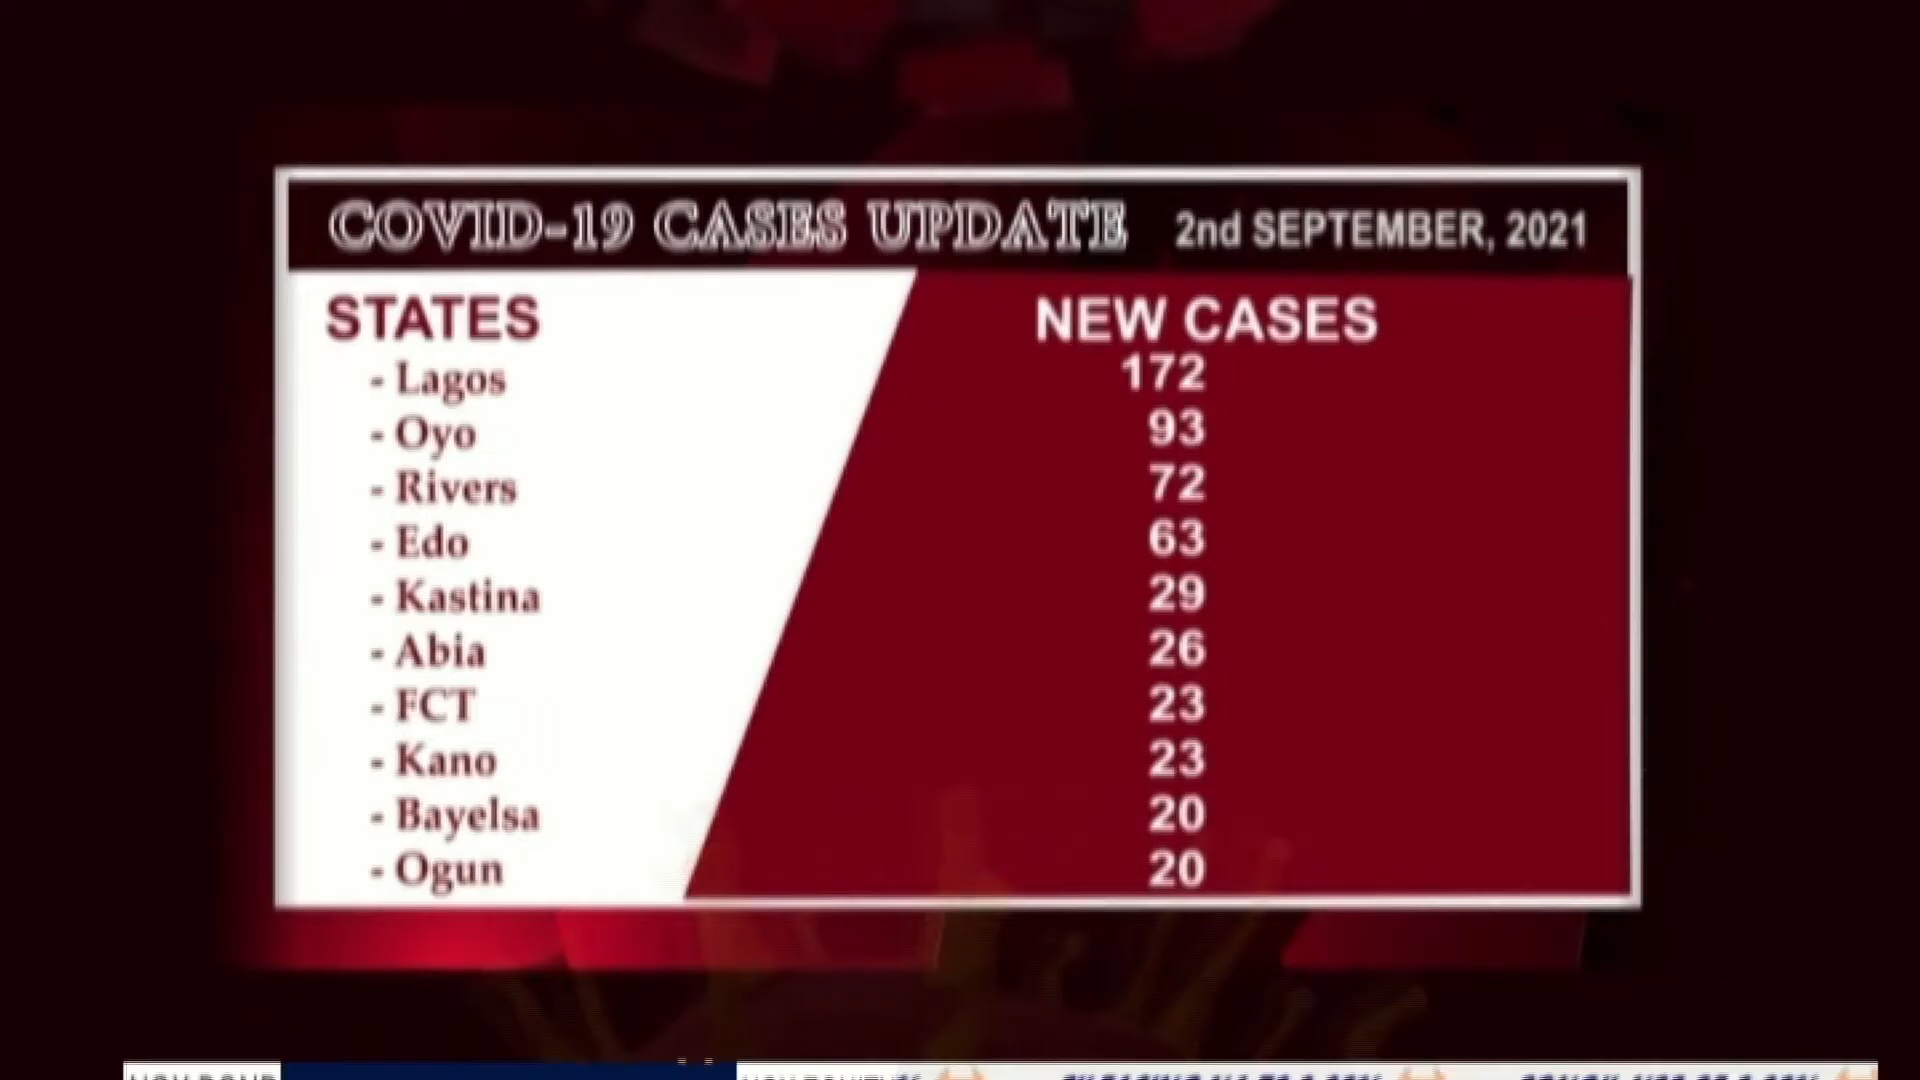 COVID-19 CASES UPDATE 2nd SEPTEMBER, 2021
STATES NEW CASES
- Lagos 172
- Oyo 93
- Rivers 72
- Edo 63
- Kastina 29
- Abia 26
- FCT 23
- Kano 23
- Bayelsa 20
- Ogun 20